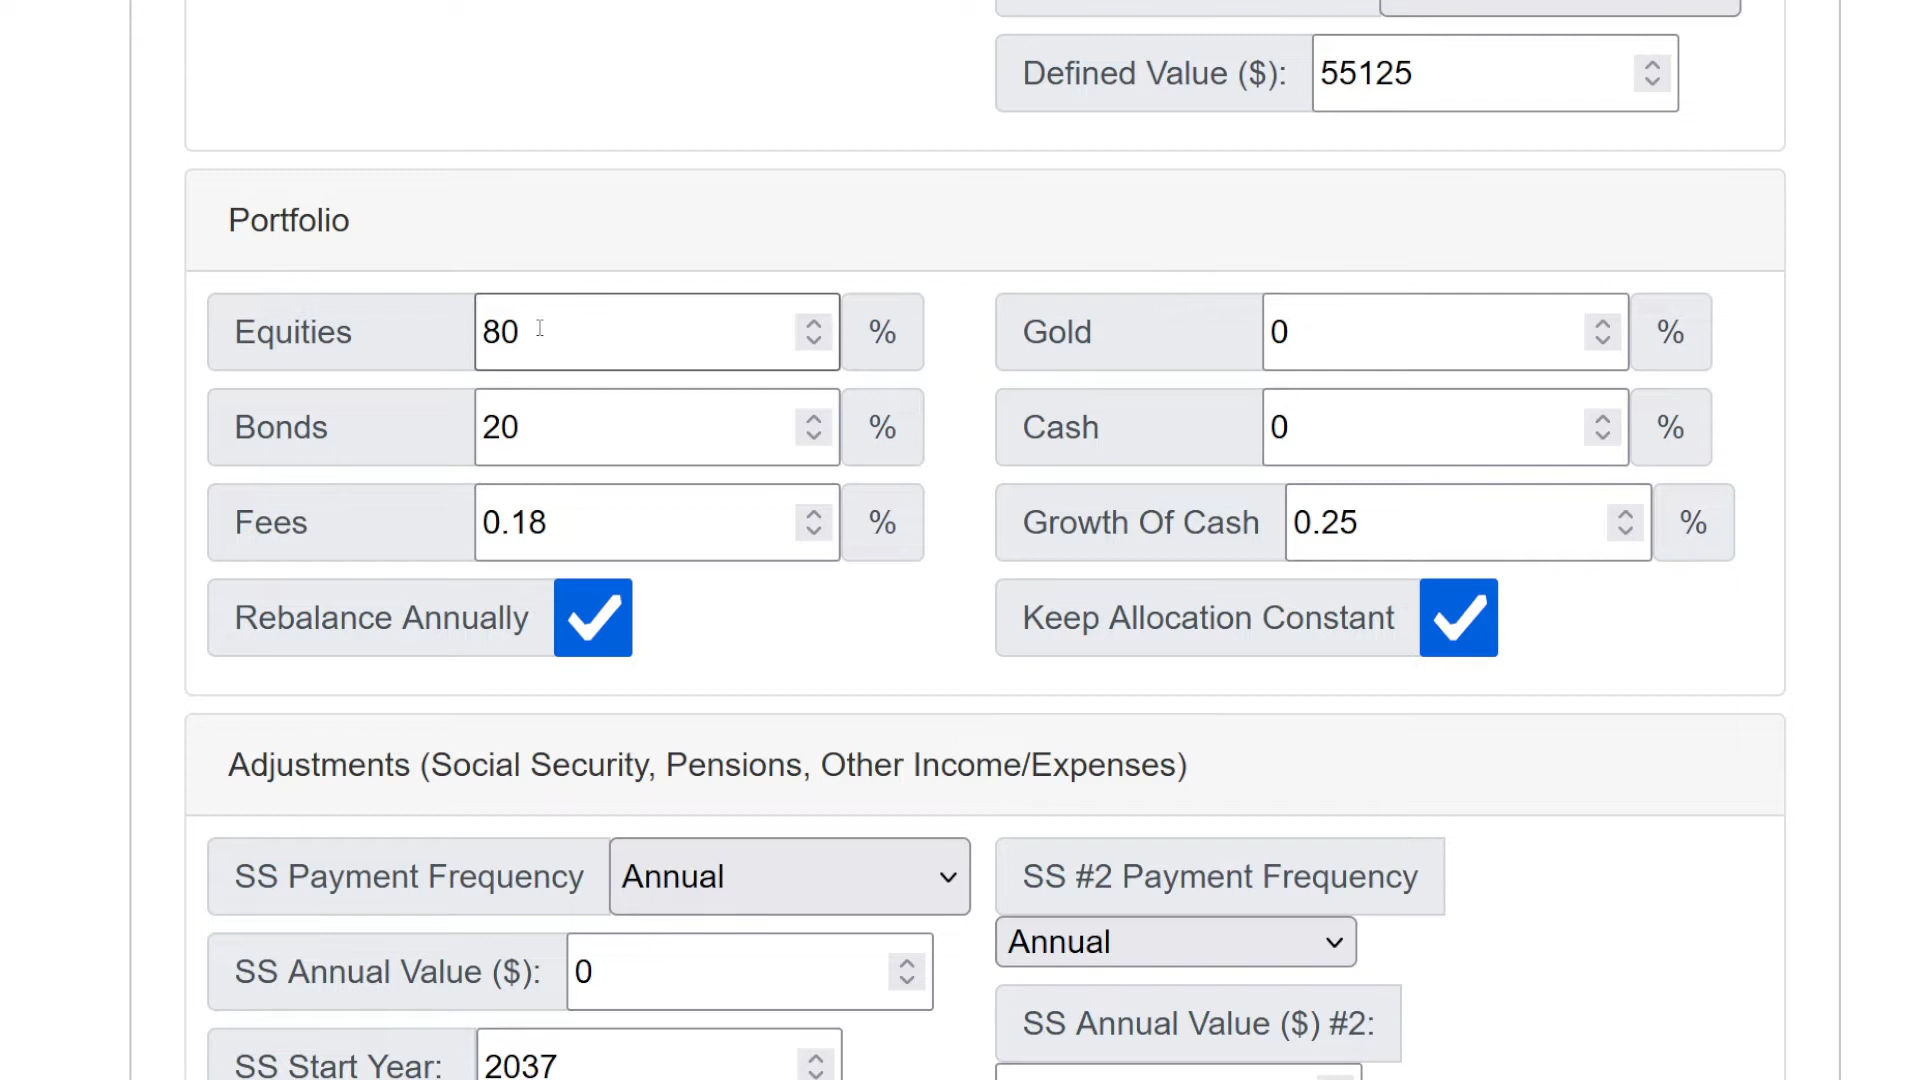 Defined Value ($): 55125
Portfolio
Equities 80 % Gold 0 %
Bonds 20 % Cash 0 %
Fees 0.18 % Growth Of Cash 0.25 %
Rebalance Annually Keep Allocation Constant
Adjustments (Social Security, Pensions, Other Income/Expenses)
SS Payment Frequency Annual SS #2 Payment Frequency
Annual
SS Annual Value ($): 0
SS Annual Value ($) #2:
SS Start Year: 2037